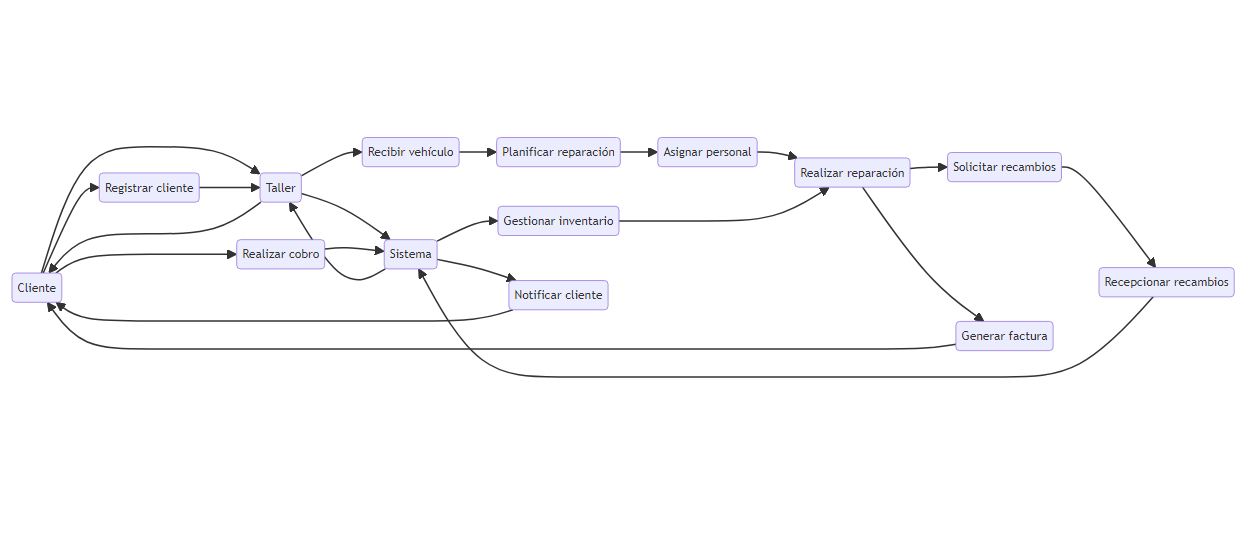 Recibir vehículo
Planificar reparación
Asignar personal
Realizar reparación
Solicitar recambios
Registrar cliente
Taller
Gestionar inventario
Realizar cobro
Sistema
Cliente
Notificar cliente
Recepcionar recambios
Generar factura